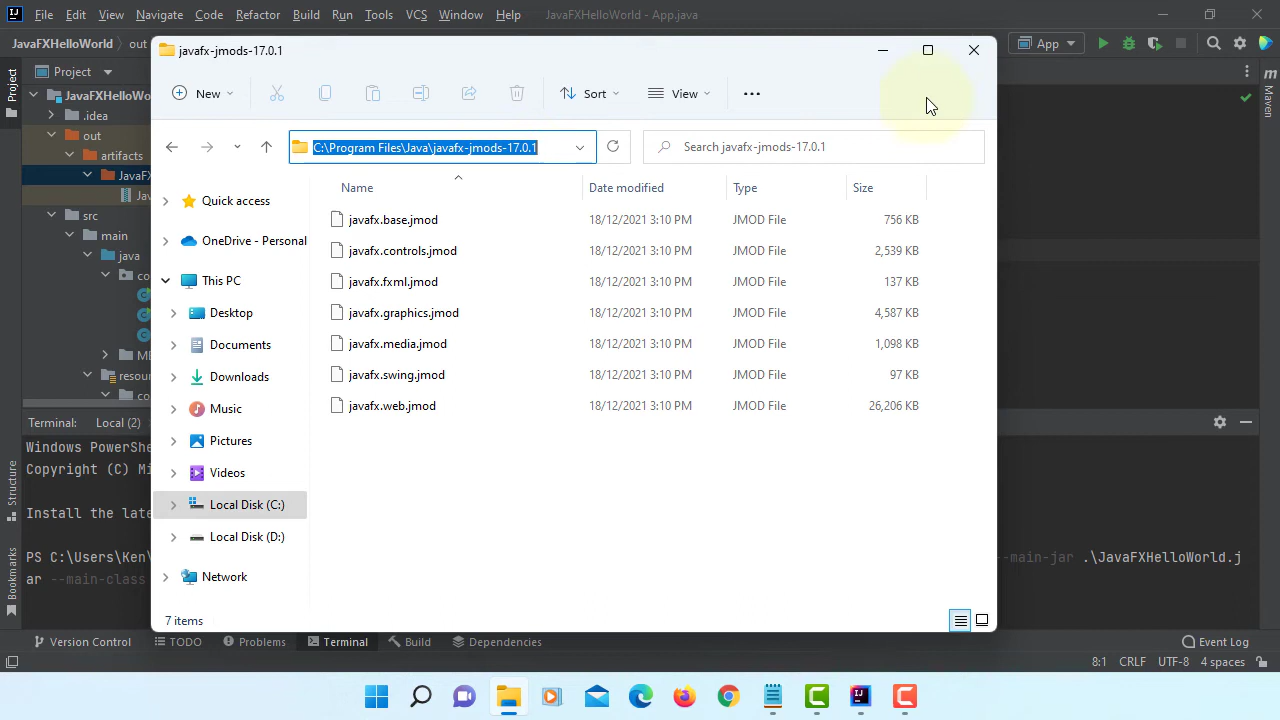 File Edit View Navigate Code Refactor Build Run Tools VCS Window Help JavaFXHelloWorld - App.java
JavaFXHelloWorld out App
javafx-jmods-17.0.1
New Sort View
C:\Program Files\Java\javafx-jmods-17.0.1 Search javafx-jmods-17.0.1
Name Date modified Type Size
javafx.base.jmod 18/12/2021 3:10 PM JMOD File 756 KB
javafx.controls.jmod 18/12/2021 3:10 PM JMOD File 2,539 KB
javafx.fxml.jmod 18/12/2021 3:10 PM JMOD File 137 KB
javafx.graphics.jmod 18/12/2021 3:10 PM JMOD File 4,587 KB
javafx.media.jmod 18/12/2021 3:10 PM JMOD File 1,098 KB
javafx.swing.jmod 18/12/2021 3:10 PM JMOD File 97 KB
javafx.web.jmod 18/12/2021 3:10 PM JMOD File 26,206 KB
Quick access
OneDrive - Personal
This PC
Desktop
Documents
Downloads
Music
Pictures
Videos
Local Disk (C:)
Local Disk (D:)
Network
7 items
Project
Project
JavaFXHelloWo
.idea
out
artifacts
JavaFX
Jav
src
main
java
co
ME
resour
co
Maven
Structure
Bookmarks
Terminal: Local (2)
Windows PowerShe
Copyright (C) Mi
Install the late
PS C:\Users\Ken\ --main-jar .\JavaFXHelloWorld.j
ar --main-class
Version Control TODO Problems Terminal Build Dependencies Event Log
8:1 CRLF UTF-8 4 spaces